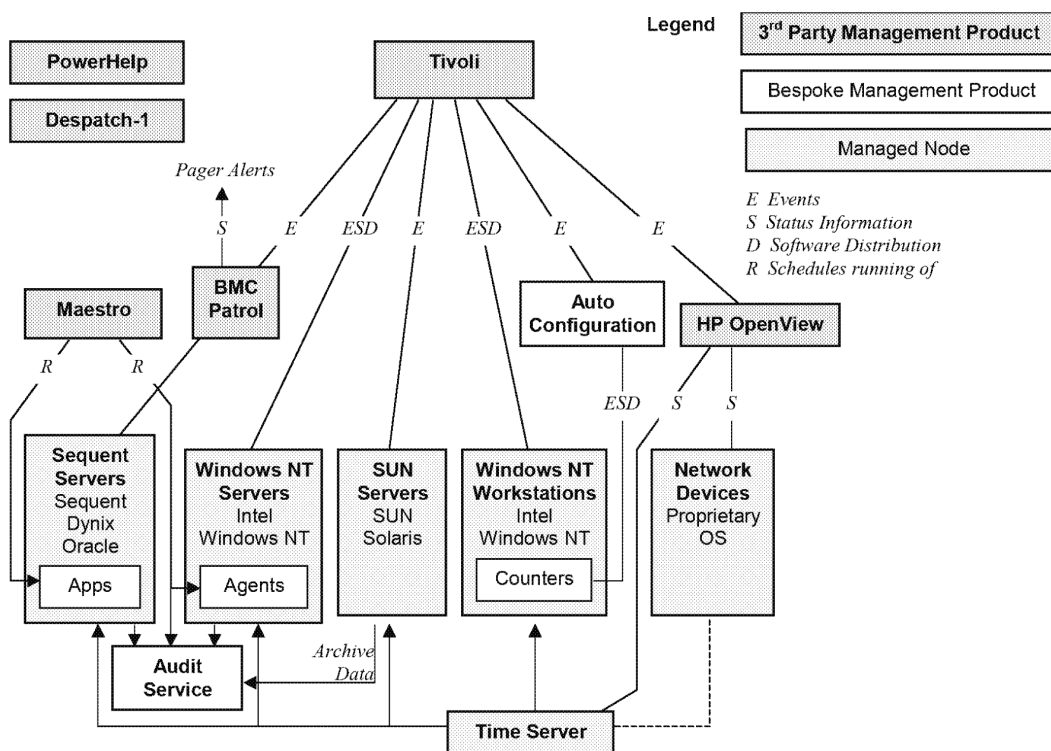 Legend
3rd Party Management Product
Bespoke Management Product
Managed Node
E Events
S Status Information
D Software Distribution
R Schedules running of
PowerHelp
Despatch-1
Tivoli
Pager Alerts
S
E
ESD
E
ESD
E
E
Maestro
BMC
Patrol
Auto
Configuration
HP OpenView
R
R
ESD
S
S
Sequent
Servers
Sequent
Dynix
Oracle
Apps
Windows NT
Servers
Intel
Windows NT
Agents
SUN
Servers
SUN
Solaris
Windows NT
Workstations
Intel
Windows NT
Counters
Network
Devices
Proprietary
OS
Audit
Service
Archive
Data
Time Server